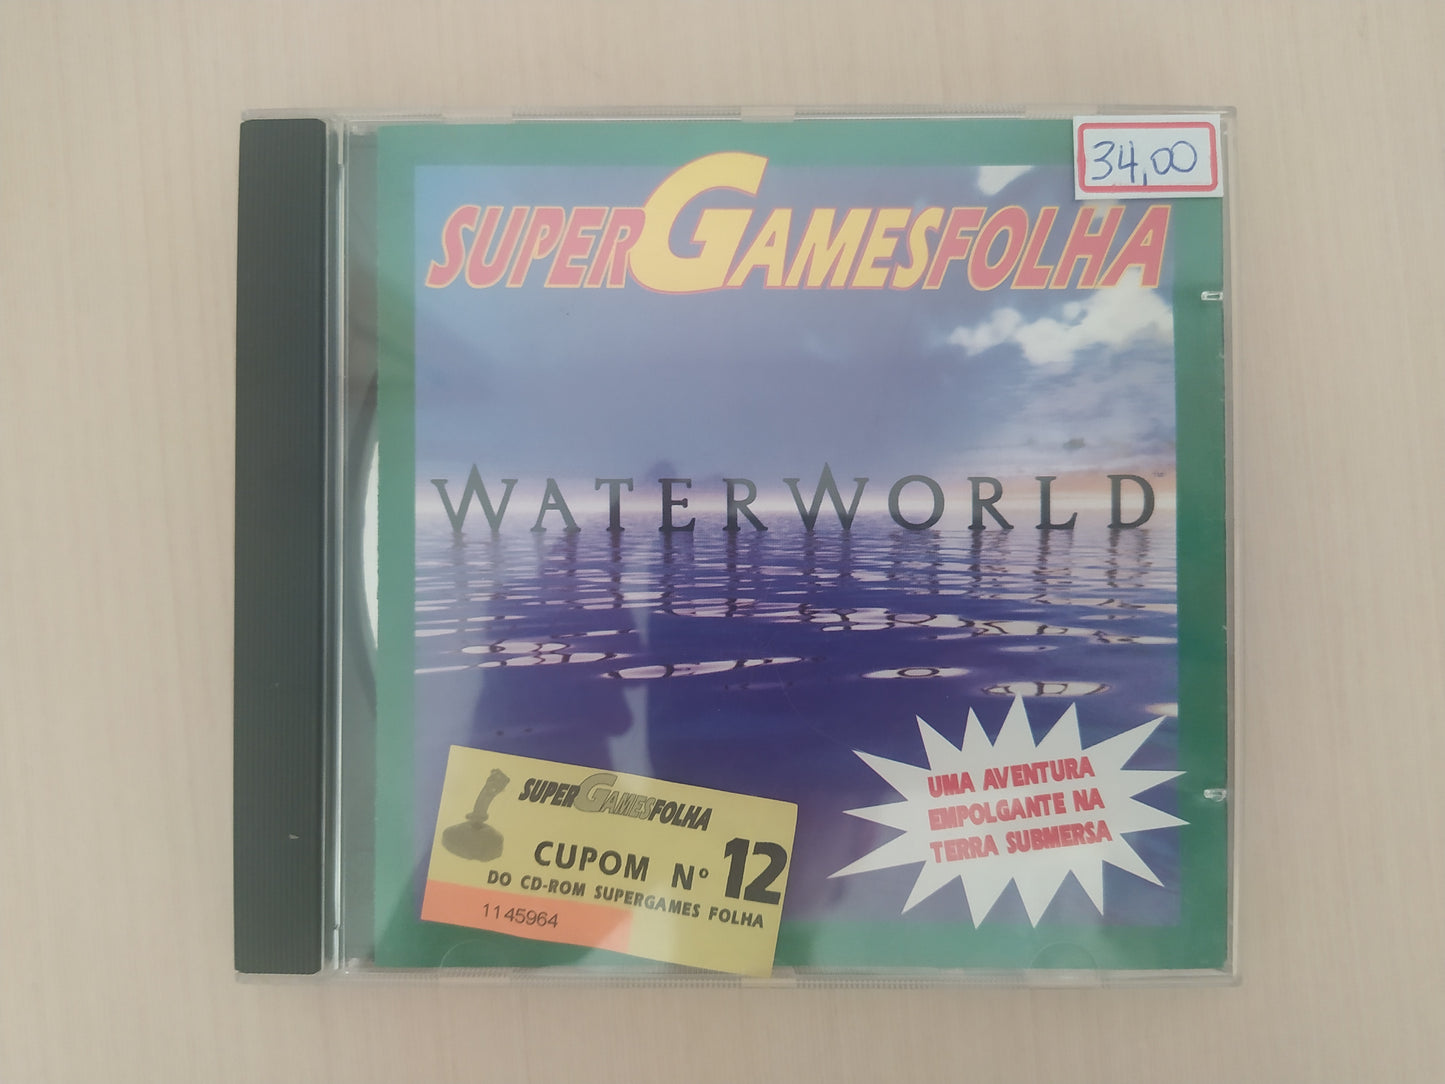 34,00
SUPERGAMESFOLHA
WATERWORLD™
UMA AVENTURA
EMPOLGANTE NA
TERRA SUBMERSA
SUPERGAMESFOLHA
CUPOM Nº 12
DO CD-ROM SUPERGAMES FOLHA
1145964